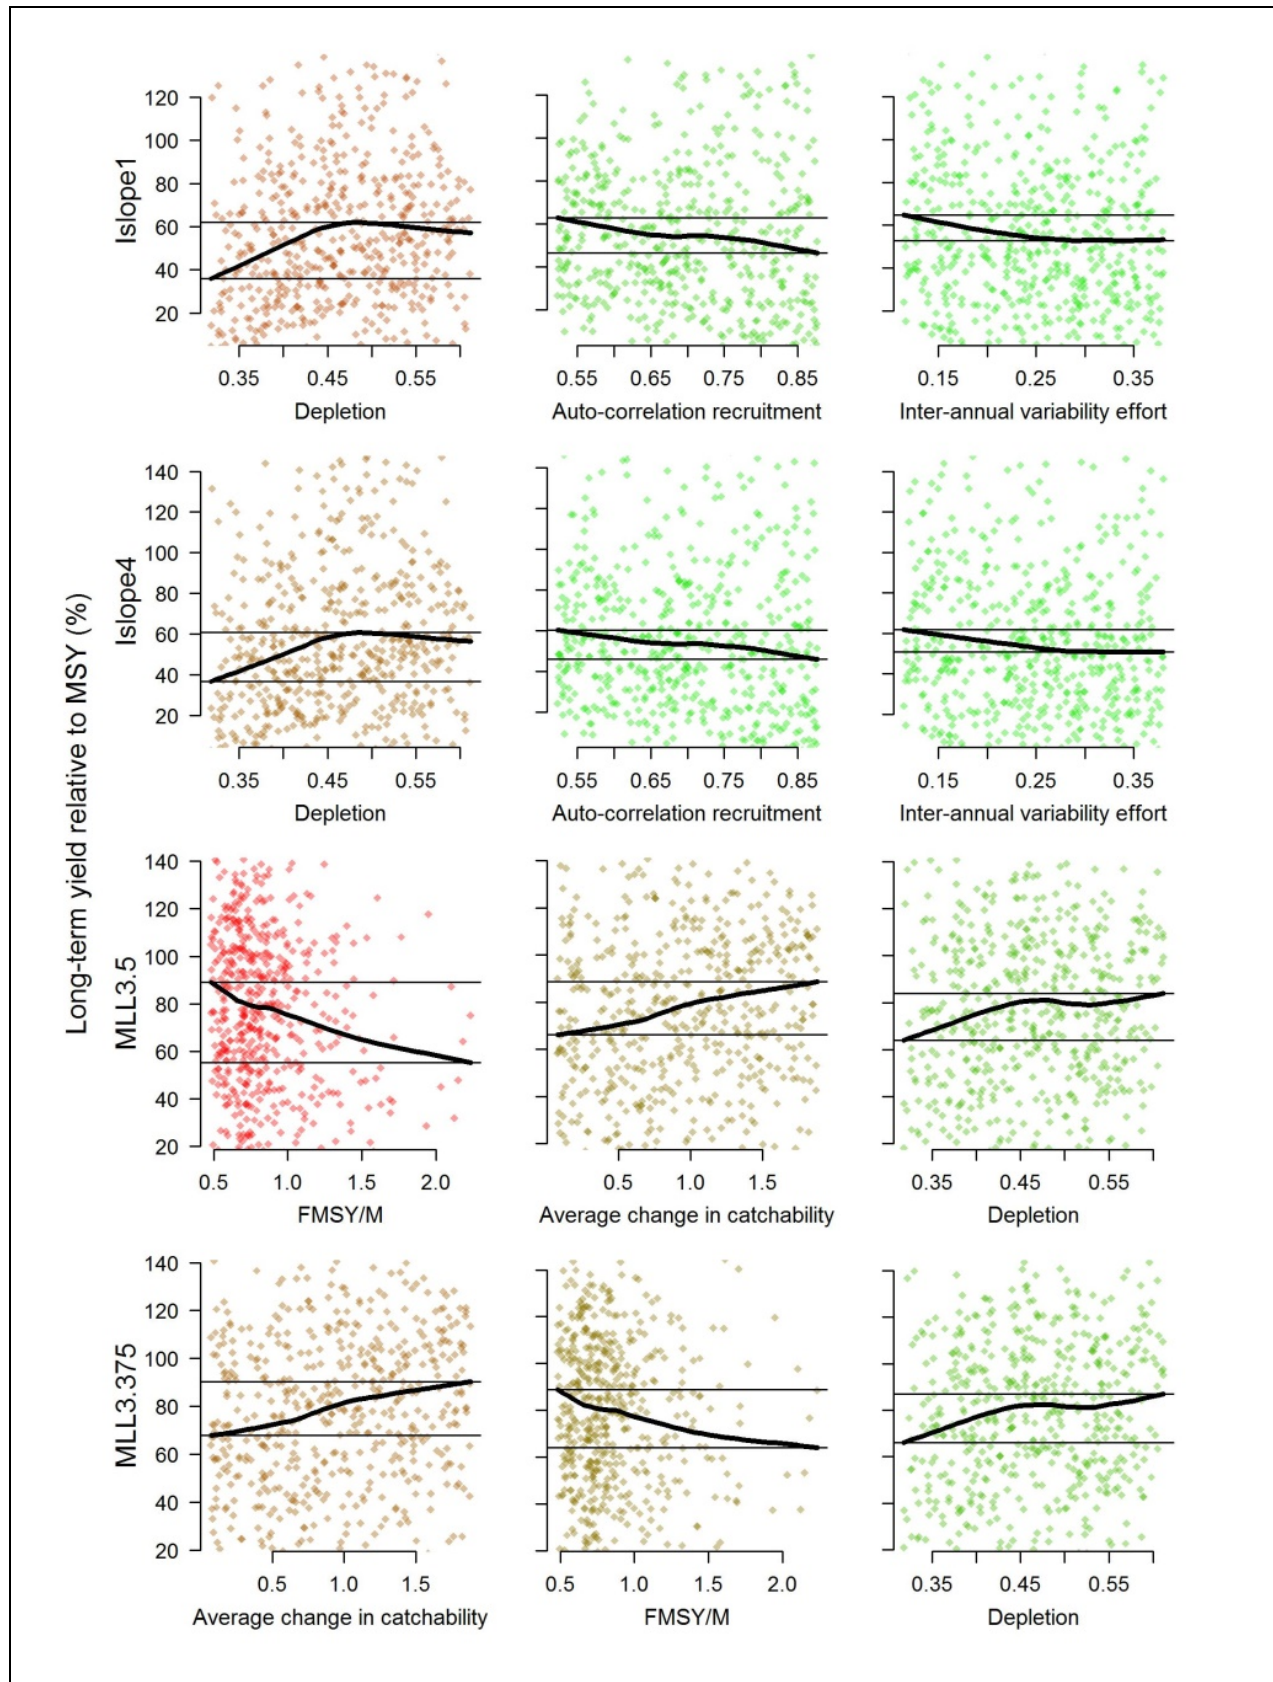 Long-term yield relative to MSY (%)
Islope1
120
100
80
60
40
20
0.35 0.45 0.55
Depletion
0.55 0.65 0.75 0.85
Auto-correlation recruitment
0.15 0.25 0.35
Inter-annual variability effort
Islope4
140
120
100
80
60
40
20
0.35 0.45 0.55
Depletion
0.55 0.65 0.75 0.85
Auto-correlation recruitment
0.15 0.25 0.35
Inter-annual variability effort
MLL3.5
140
120
100
80
60
40
20
0.5 1.0 1.5 2.0
FMSY/M
0.5 1.0 1.5
Average change in catchability
0.35 0.45 0.55
Depletion
MLL3.375
140
120
100
80
60
40
20
0.5 1.0 1.5
Average change in catchability
0.5 1.0 1.5 2.0
FMSY/M
0.35 0.45 0.55
Depletion